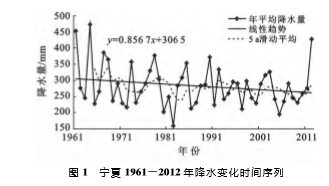 500
450
400
350
300
250
200
150
降水量/mm
y=0.856 7x+306 5
年平均降水量
线性趋势
5 a滑动平均
1961 1971 1981 1991 2001 2011
年 份
图 1 宁夏 1961—2012 年降水变化时间序列